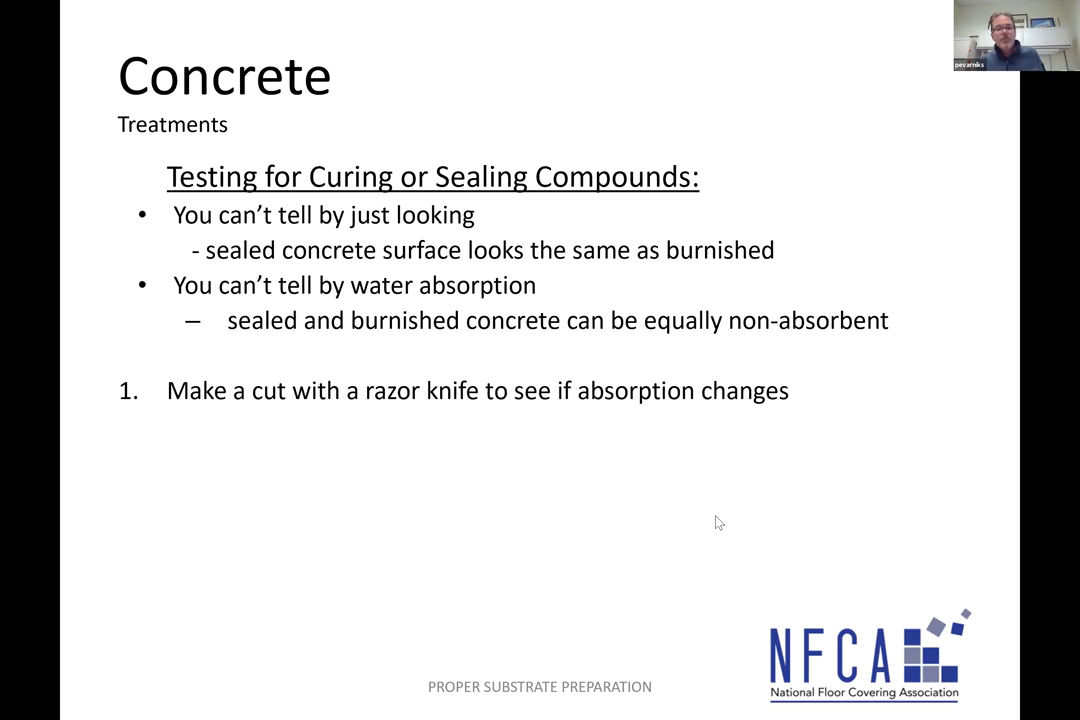 Concrete
Treatments
Testing for Curing or Sealing Compounds:
• You can’t tell by just looking
- sealed concrete surface looks the same as burnished
• You can’t tell by water absorption
– sealed and burnished concrete can be equally non-absorbent
1. Make a cut with a razor knife to see if absorption changes
PROPER SUBSTRATE PREPARATION
NFCA
National Floor Covering Association
pevarniks